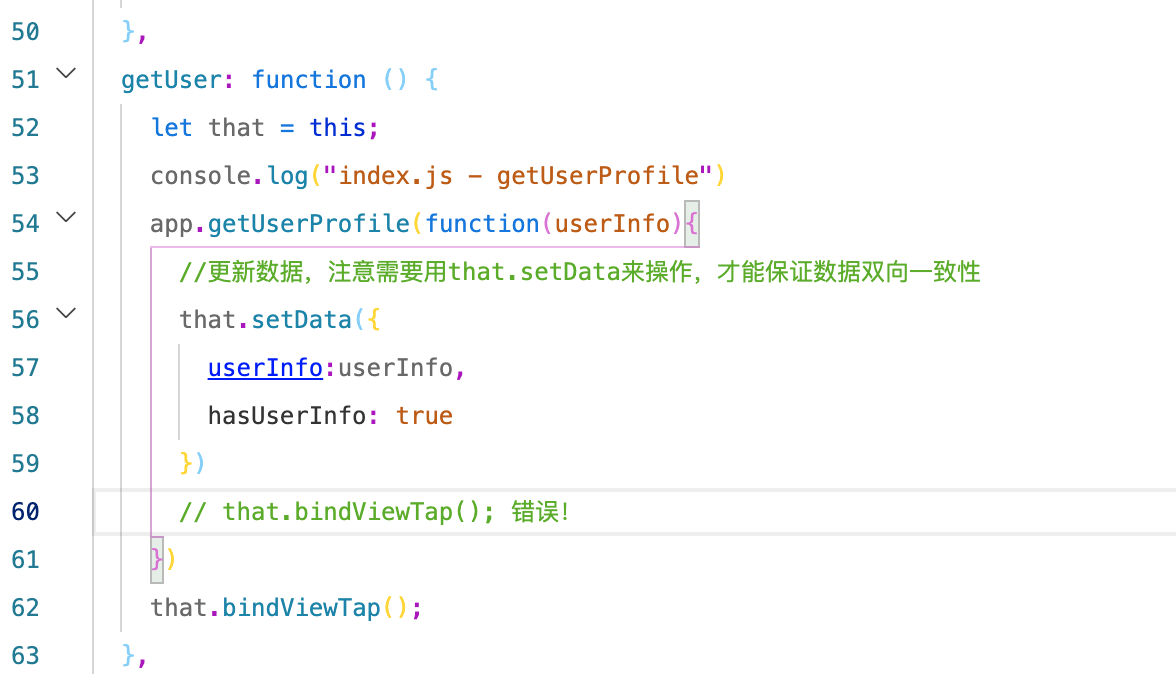 50 },
51 getUser: function () {
52 let that = this;
53 console.log("index.js - getUserProfile")
54 app.getUserProfile(function(userInfo){
55 //更新数据，注意需要用that.setData来操作，才能保证数据双向一致性
56 that.setData({
57 userInfo:userInfo,
58 hasUserInfo: true
59 })
60 // that.bindViewTap(); 错误！
61 })
62 that.bindViewTap();
63 },